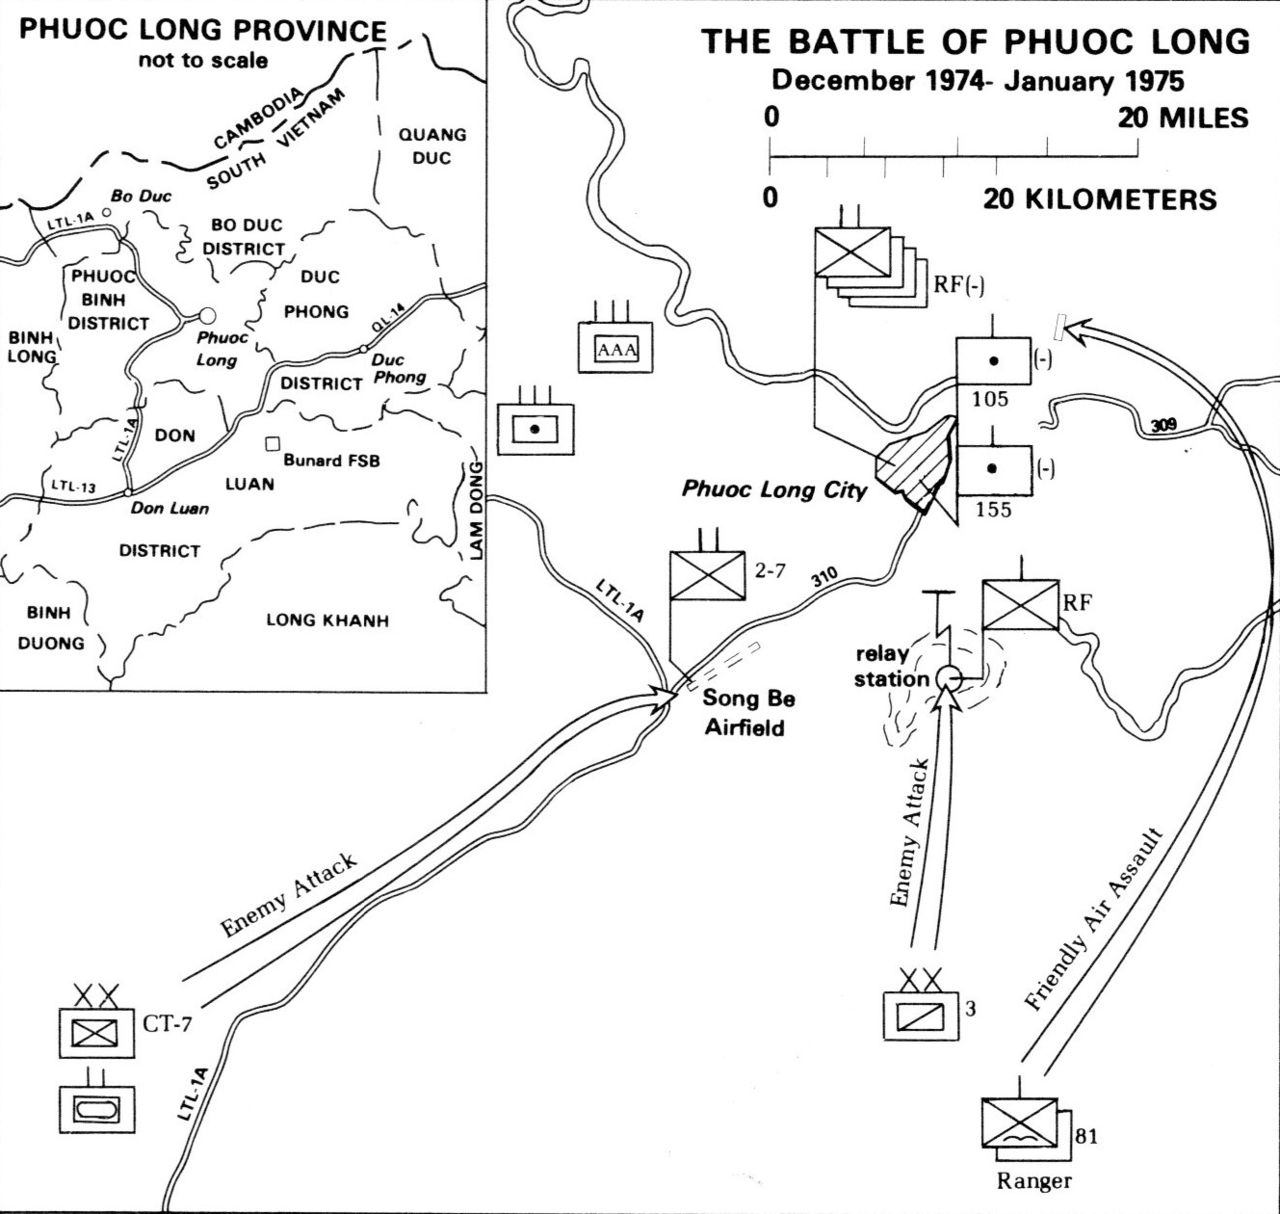 PHUOC LONG PROVINCE
not to scale
CAMBODIA
SOUTH VIETNAM
QUANG
DUC
Bo Duc
LTL-1A
BO DUC
DISTRICT
PHUOC
BINH
DISTRICT
DUC
PHONG
DISTRICT
BINH
LONG
Phuoc
Long
QL-14
Duc
Phong
LTL-1A
DON
LUAN
DISTRICT
Bunard FSB
LTL-13
Don Luan
LAM DONG
BINH
DUONG
LONG KHANH
THE BATTLE OF PHUOC LONG
December 1974- January 1975
0
20 MILES
0
20 KILOMETERS
RF(-)
AAA
(-)
105
309
(-)
155
Phuoc Long City
2-7
310
LTL-1A
RF
relay
station
Song Be
Airfield
Enemy Attack
Enemy Attack
Friendly Air Assault
CT-7
3
LTL-1A
81
Ranger